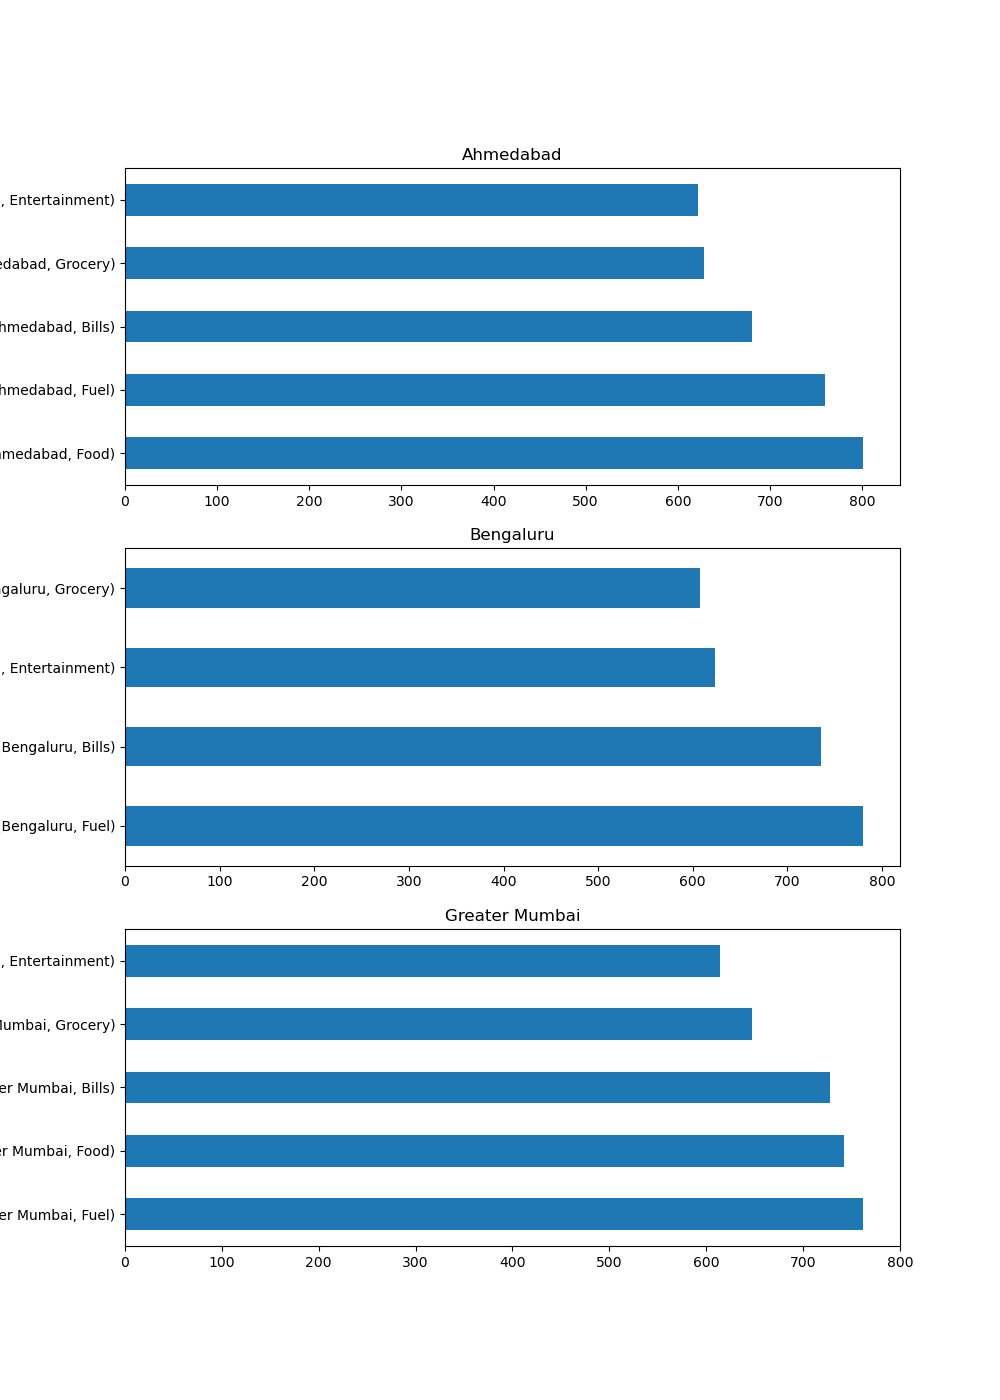 Ahmedabad
, Entertainment)
edabad, Grocery)
hmedabad, Bills)
hmedabad, Fuel)
medabad, Food)
0 100 200 300 400 500 600 700 800
Bengaluru
galuru, Grocery)
, Entertainment)
Bengaluru, Bills)
Bengaluru, Fuel)
0 100 200 300 400 500 600 700 800
Greater Mumbai
, Entertainment)
Mumbai, Grocery)
er Mumbai, Bills)
er Mumbai, Food)
er Mumbai, Fuel)
0 100 200 300 400 500 600 700 800